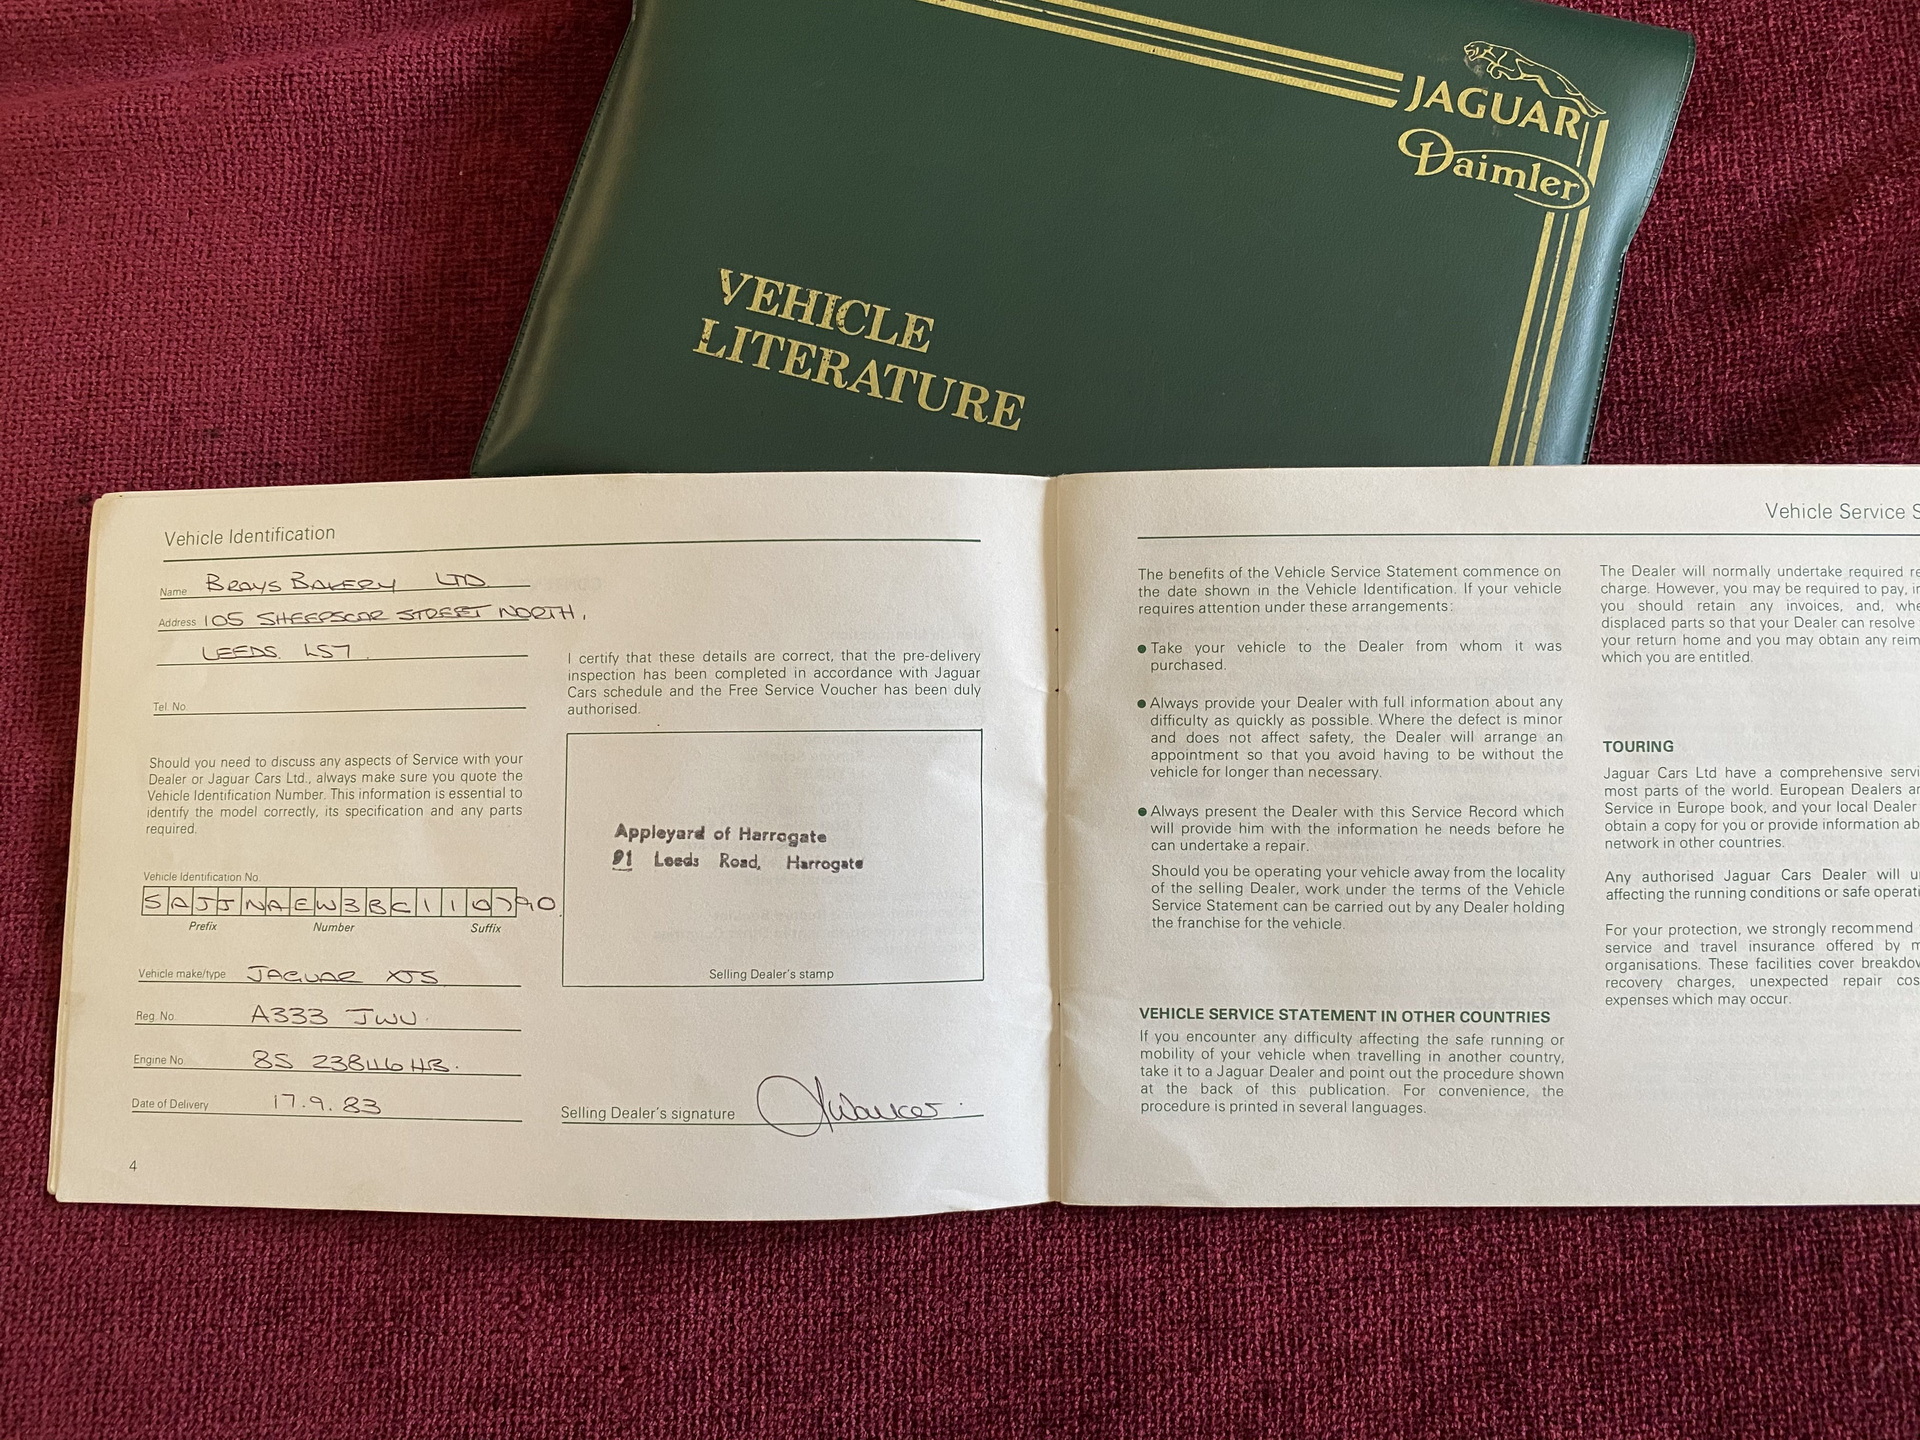 JAGUAR
Daimler
VEHICLE
LITERATURE
Vehicle Identification
Name BRAYS BAKERY LTD
Address 105 SHEEPSCAR STREET NORTH,
LEEDS. LS7.
Tel. No.
Should you need to discuss any aspects of Service with your
Dealer or Jaguar Cars Ltd., always make sure you quote the
Vehicle Identification Number. This information is essential to
identify the model correctly, its specification and any parts
required.
Vehicle Identification No.
SAJJNAEW3BC110790
Prefix Number Suffix
Vehicle make/type JAGUAR XJS
Reg. No. A333 JWU.
Engine No.
Date of Delivery 17.9.83
4
I certify that these details are correct, that the pre-delivery
inspection has been completed in accordance with Jaguar
Cars schedule and the Free Service Voucher has been duly
authorised.
Appleyard of Harrogate
91 Leeds Road, Harrogate
Selling Dealer's stamp
Selling Dealer's signature
Vehicle Service S
The benefits of the Vehicle Service Statement commence on
the date shown in the Vehicle Identification. If your vehicle
requires attention under these arrangements:
● Take your vehicle to the Dealer from whom it was
purchased.
● Always provide your Dealer with full information about any
difficulty as quickly as possible. Where the defect is minor
and does not affect safety, the Dealer will arrange an
appointment so that you avoid having to be without the
vehicle for longer than necessary.
● Always present the Dealer with this Service Record which
will provide him with the information he needs before he
can undertake a repair.
Should you be operating your vehicle away from the locality
of the selling Dealer, work under the terms of the Vehicle
Service Statement can be carried out by any Dealer holding
the franchise for the vehicle.
VEHICLE SERVICE STATEMENT IN OTHER COUNTRIES
If you encounter any difficulty affecting the safe running or
mobility of your vehicle when travelling in another country,
take it to a Jaguar Dealer and point out the procedure shown
at the back of this publication. For convenience, the
procedure is printed in several languages.
The Dealer will normally undertake required re
charge. However, you may be required to pay, in
you should retain any invoices, and, whe
displaced parts so that your Dealer can resolve
your return home and you may obtain any reim
which you are entitled.
TOURING
Jaguar Cars Ltd have a comprehensive servi
most parts of the world. European Dealers ar
Service in Europe book, and your local Dealer
obtain a copy for you or provide information ab
network in other countries.
Any authorised Jaguar Cars Dealer will u
affecting the running conditions or safe operati
For your protection, we strongly recommend
service and travel insurance offered by m
organisations. These facilities cover breakdow
recovery charges, unexpected repair cos
expenses which may occur.